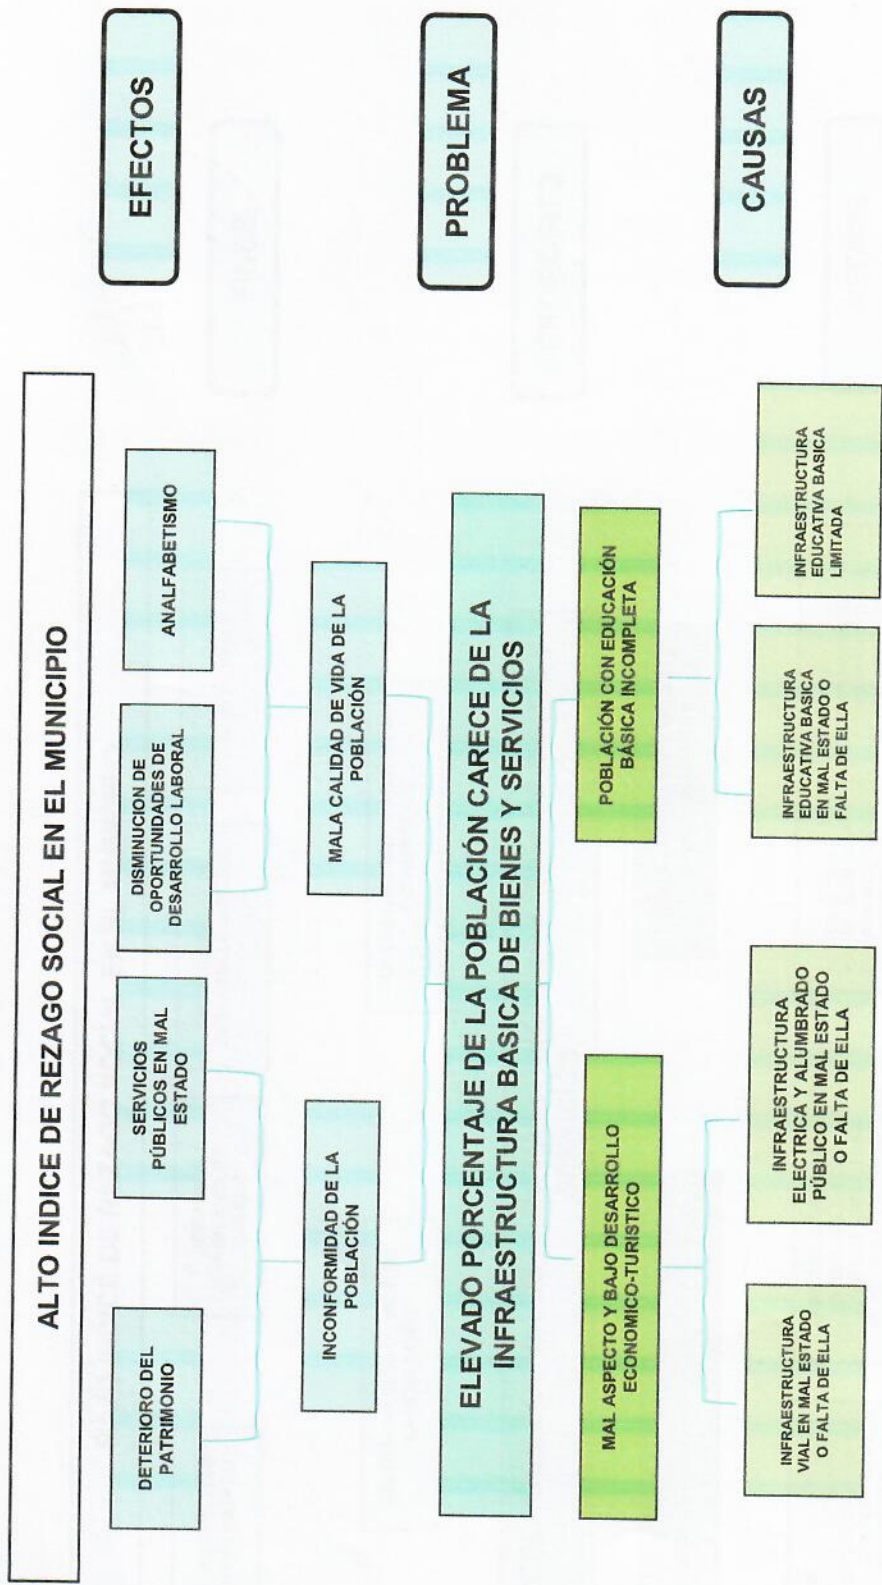 ALTO INDICE DE REZAGO SOCIAL EN EL MUNICIPIO
EFECTOS
DETERIORO DEL
PATRIMONIO
SERVICIOS
PÚBLICOS EN MAL
ESTADO
DISMINUCION DE
OPORTUNIDADES DE
DESARROLLO LABORAL
ANALFABETISMO
INCONFORMIDAD DE LA
POBLACIÓN
MALA CALIDAD DE VIDA DE LA
POBLACIÓN
PROBLEMA
ELEVADO PORCENTAJE DE LA POBLACIÓN CARECE DE LA
INFRAESTRUCTURA BASICA DE BIENES Y SERVICIOS
MAL ASPECTO Y BAJO DESARROLLO
ECONOMICO-TURISTICO
POBLACIÓN CON EDUCACIÓN
BÁSICA INCOMPLETA
CAUSAS
INFRAESTRUCTURA
VIAL EN MAL ESTADO
O FALTA DE ELLA
INFRAESTRUCTURA
ELECTRICA Y ALUMBRADO
PÚBLICO EN MAL ESTADO
O FALTA DE ELLA
INFRAESTRUCTURA
EDUCATIVA BASICA
EN MAL ESTADO O
FALTA DE ELLA
INFRAESTRUCTURA
EDUCATIVA BASICA
LIMITADA